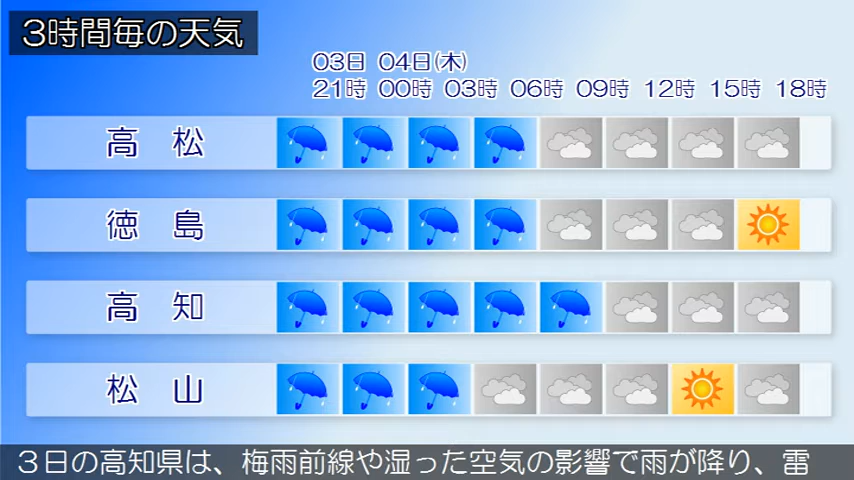 3時間毎の天気
03日 04日(木)
21時 00時 03時 06時 09時 12時 15時 18時
高 松
徳 島
高 知
松 山
３日の高知県は、梅雨前線や湿った空気の影響で雨が降り、雷